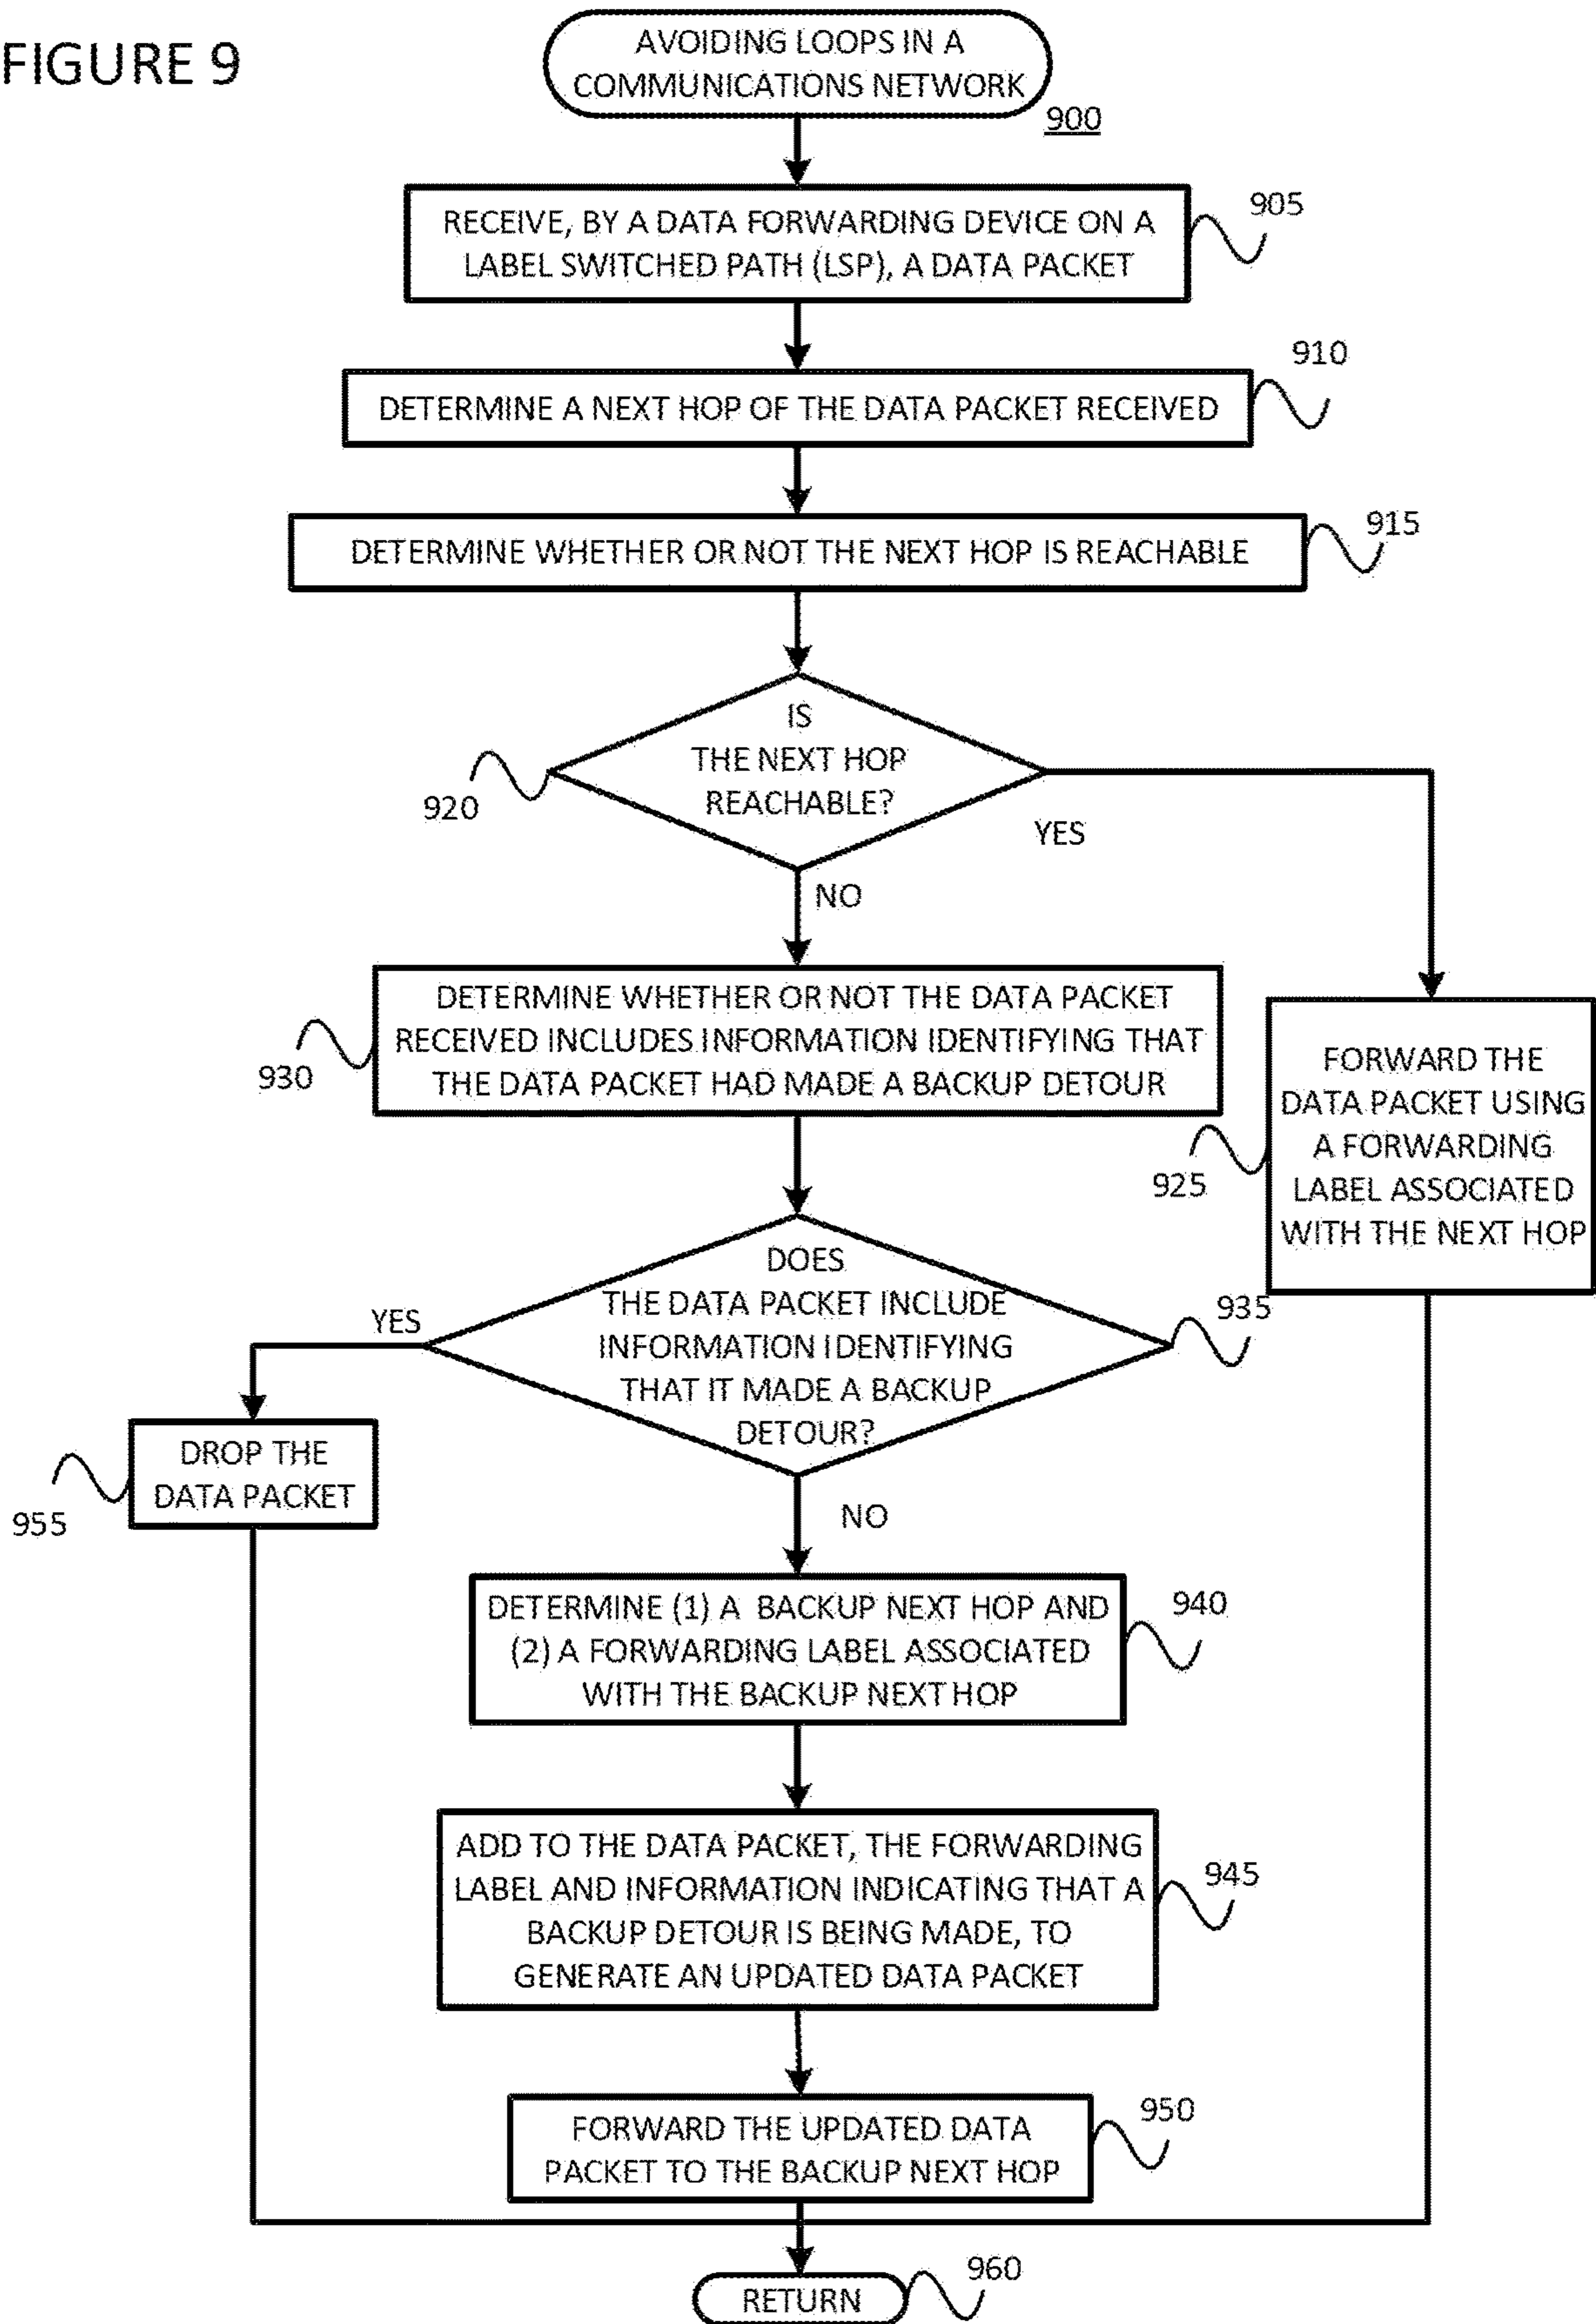 FIGURE 9
AVOIDING LOOPS IN A
COMMUNICATIONS NETWORK
900
RECEIVE, BY A DATA FORWARDING DEVICE ON A
LABEL SWITCHED PATH (LSP), A DATA PACKET
905
DETERMINE A NEXT HOP OF THE DATA PACKET RECEIVED
910
DETERMINE WHETHER OR NOT THE NEXT HOP IS REACHABLE
915
IS
THE NEXT HOP
REACHABLE?
920
YES
NO
DETERMINE WHETHER OR NOT THE DATA PACKET
RECEIVED INCLUDES INFORMATION IDENTIFYING THAT
THE DATA PACKET HAD MADE A BACKUP DETOUR
930
FORWARD THE
DATA PACKET USING
A FORWARDING
LABEL ASSOCIATED
WITH THE NEXT HOP
925
DOES
THE DATA PACKET INCLUDE
INFORMATION IDENTIFYING
THAT IT MADE A BACKUP
DETOUR?
935
YES
DROP THE
DATA PACKET
955
NO
DETERMINE (1) A BACKUP NEXT HOP AND
(2) A FORWARDING LABEL ASSOCIATED
WITH THE BACKUP NEXT HOP
940
ADD TO THE DATA PACKET, THE FORWARDING
LABEL AND INFORMATION INDICATING THAT A
BACKUP DETOUR IS BEING MADE, TO
GENERATE AN UPDATED DATA PACKET
945
FORWARD THE UPDATED DATA
PACKET TO THE BACKUP NEXT HOP
950
RETURN
960